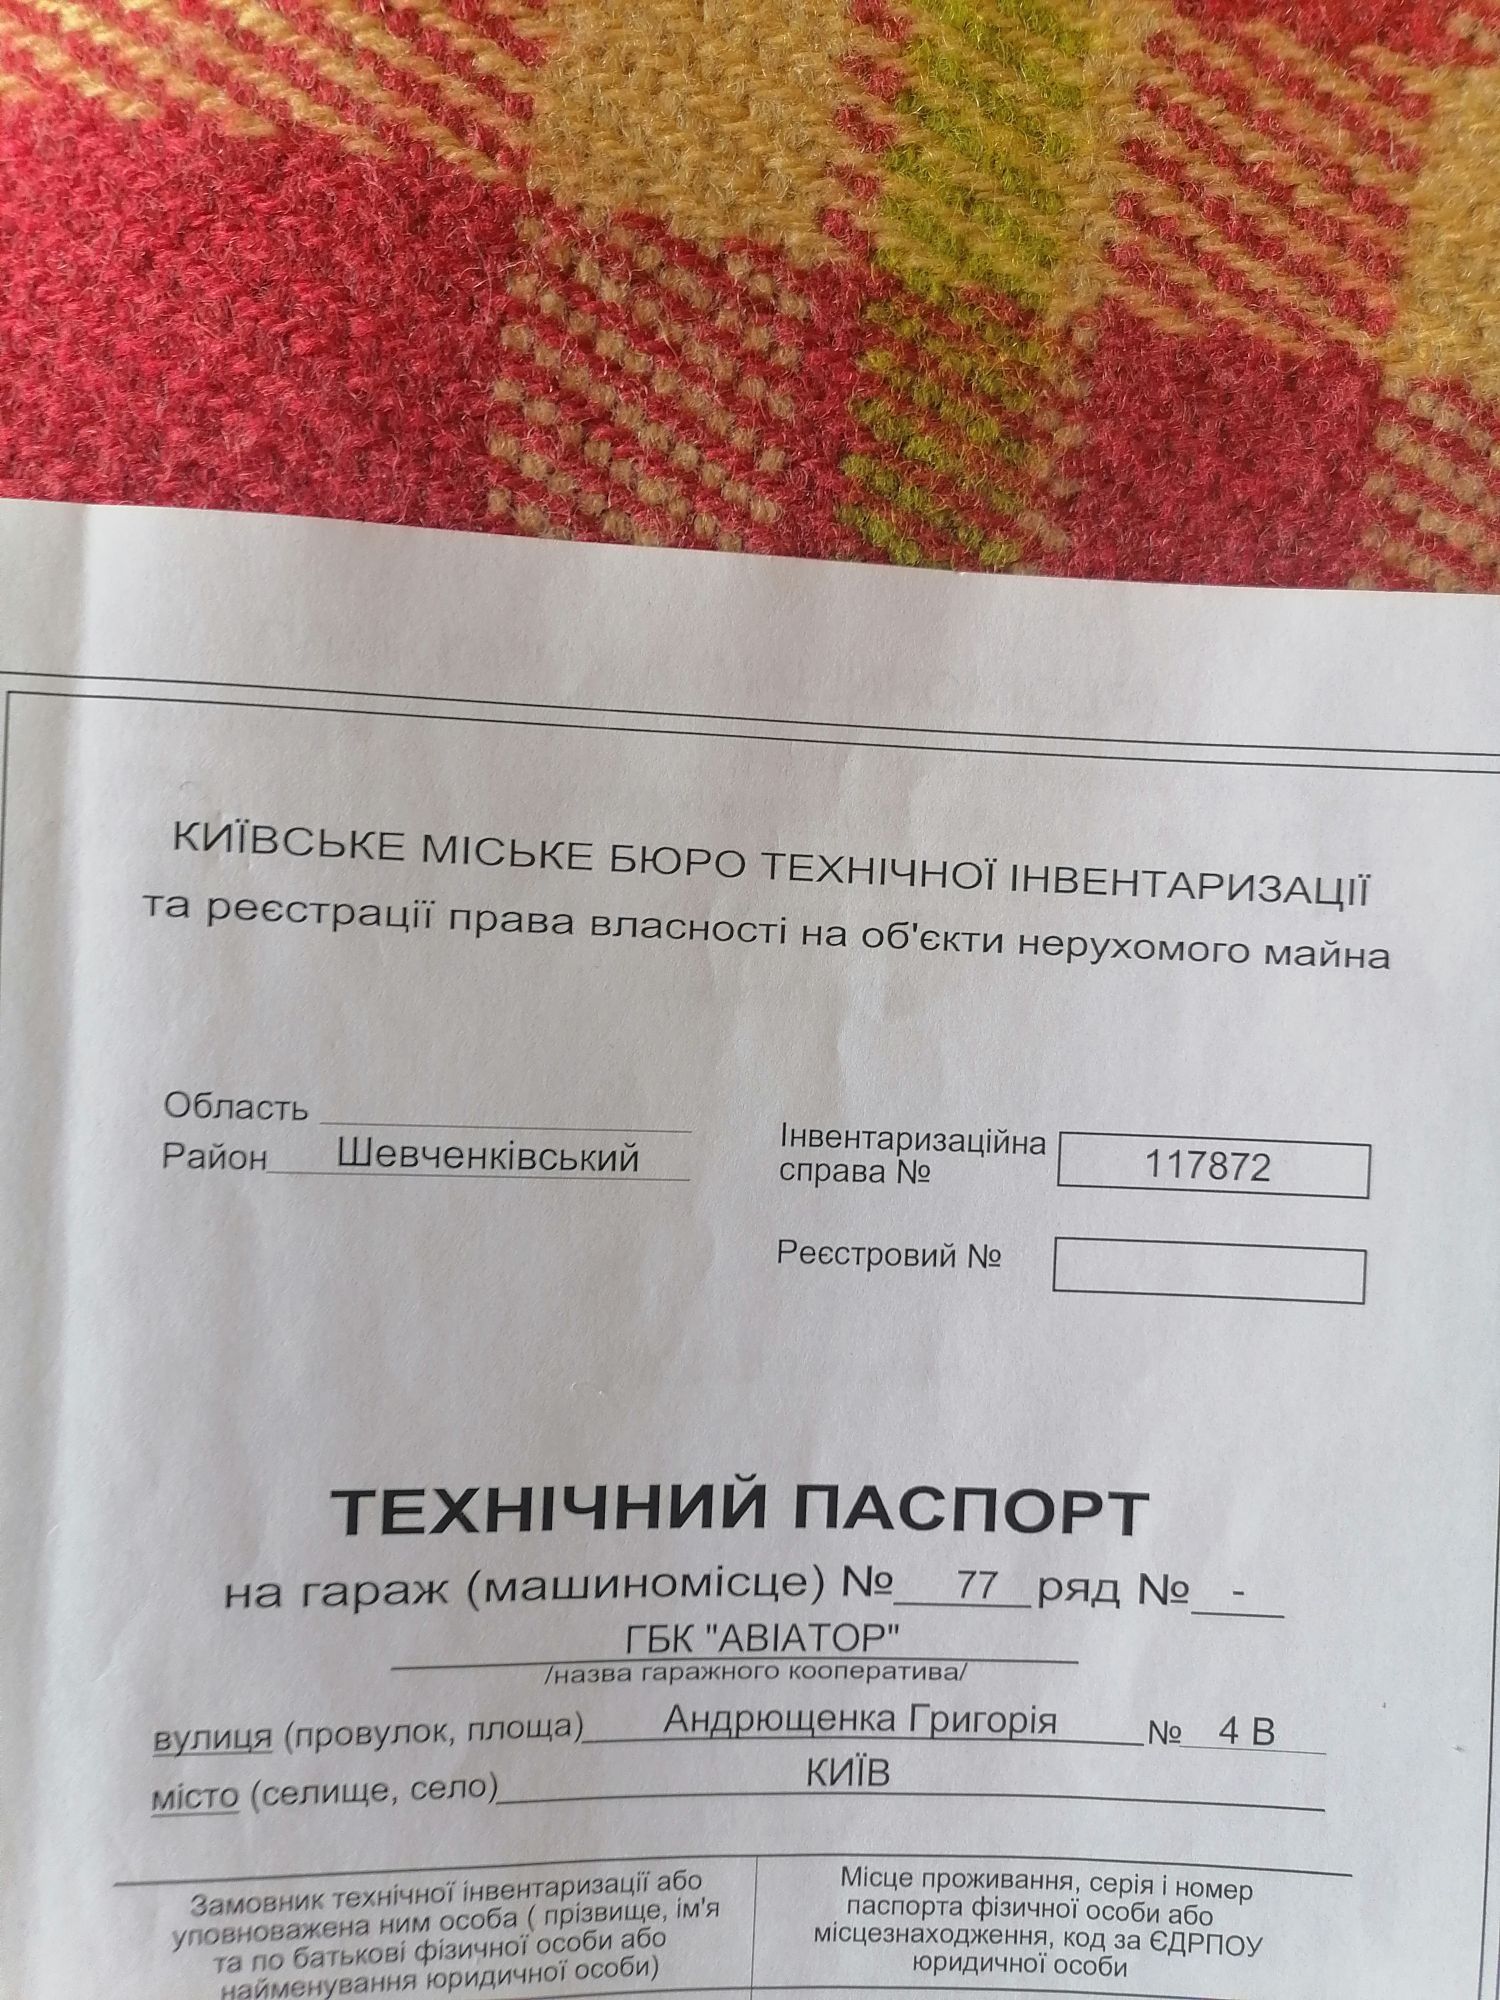 КИЇВСЬКЕ МІСЬКЕ БЮРО ТЕХНІЧНОЇ ІНВЕНТАРИЗАЦІЇ
та реєстрації права власності на об'єкти нерухомого майна
Область
Район Шевченківський
Інвентаризаційна
справа № 117872
Реєстровий №
ТЕХНІЧНИЙ ПАСПОРТ
на гараж (машиномісце) № 77 ряд № -
ГБК "АВІАТОР"
/назва гаражного кооператива/
вулиця (провулок, площа) Андрющенка Григорія № 4 В
місто (селище, село) КИЇВ
Замовник технічної інвентаризації або
уповноважена ним особа ( прізвище, ім'я
та по батькові фізичної особи або
найменування юридичної особи)
Місце проживання, серія і номер
паспорта фізичної особи або
місцезнаходження, код за ЄДРПОУ
юридичної особи